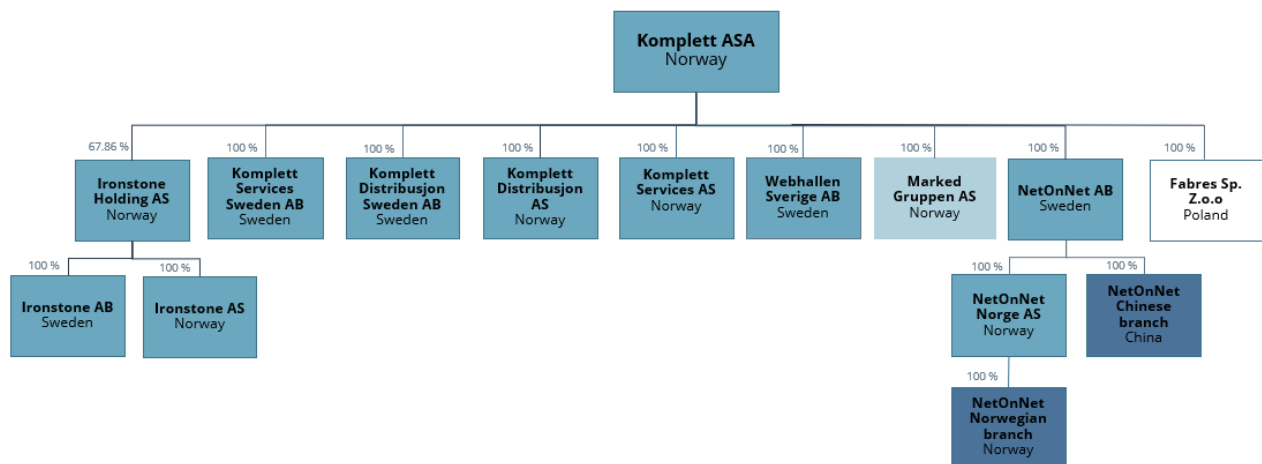 Komplett ASA
Norway
67.86 %
100 %
100 %
100 %
100 %
100 %
100 %
100 %
100 %
Ironstone
Holding AS
Norway
Komplett
Services
Sweden AB
Sweden
Komplett
Distribusjon
Sweden AB
Sweden
Komplett
Distribusjon
AS
Norway
Komplett
Services AS
Norway
Webhallen
Sverige AB
Sweden
Marked
Gruppen AS
Norway
NetOnNet AB
Sweden
Fabres Sp.
Z.o.o
Poland
100 %
100 %
100 %
100 %
Ironstone AB
Sweden
Ironstone AS
Norway
NetOnNet
Norge AS
Norway
NetOnNet
Chinese
branch
China
100 %
NetOnNet
Norwegian
branch
Norway